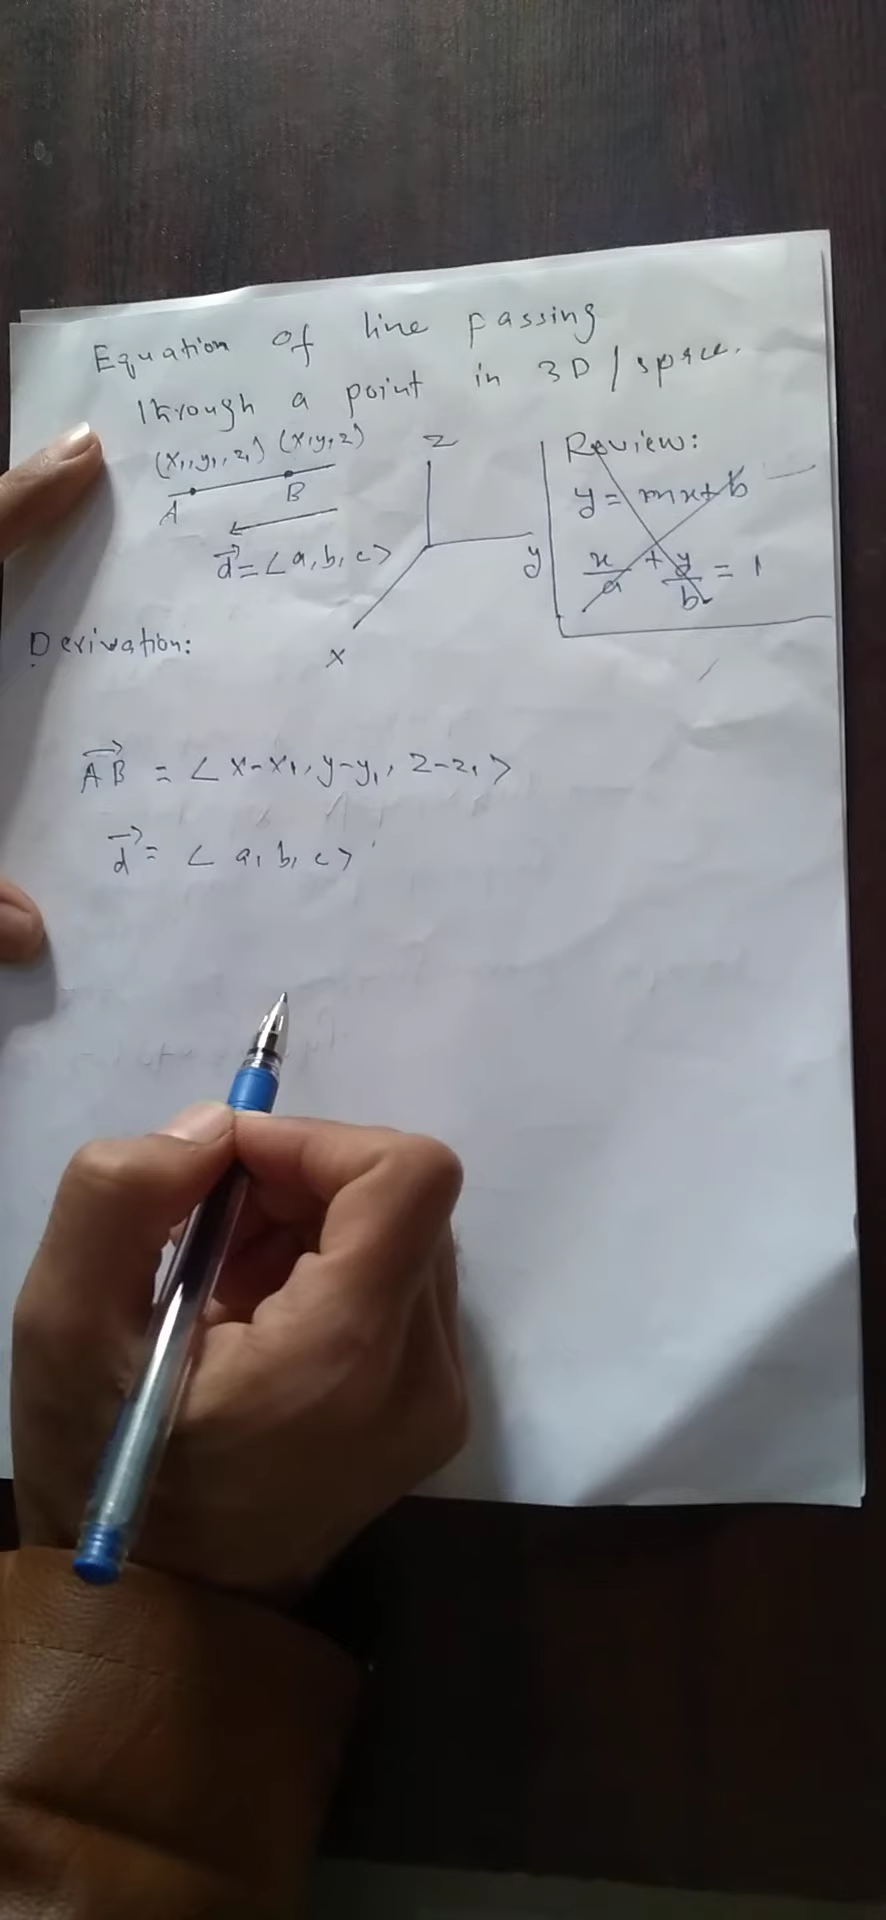 Equation of line passing
through a point in 3D / space.
(x₁, y₁, z₁) (x, y, z)
A B
d⃗ = < a, b, c >
z
y
x
Review:
y = mx + b
x/a + y/b = 1
Derivation:
AB⃗ = < x-x₁, y-y₁, z-z₁ >
d⃗ = < a, b, c >